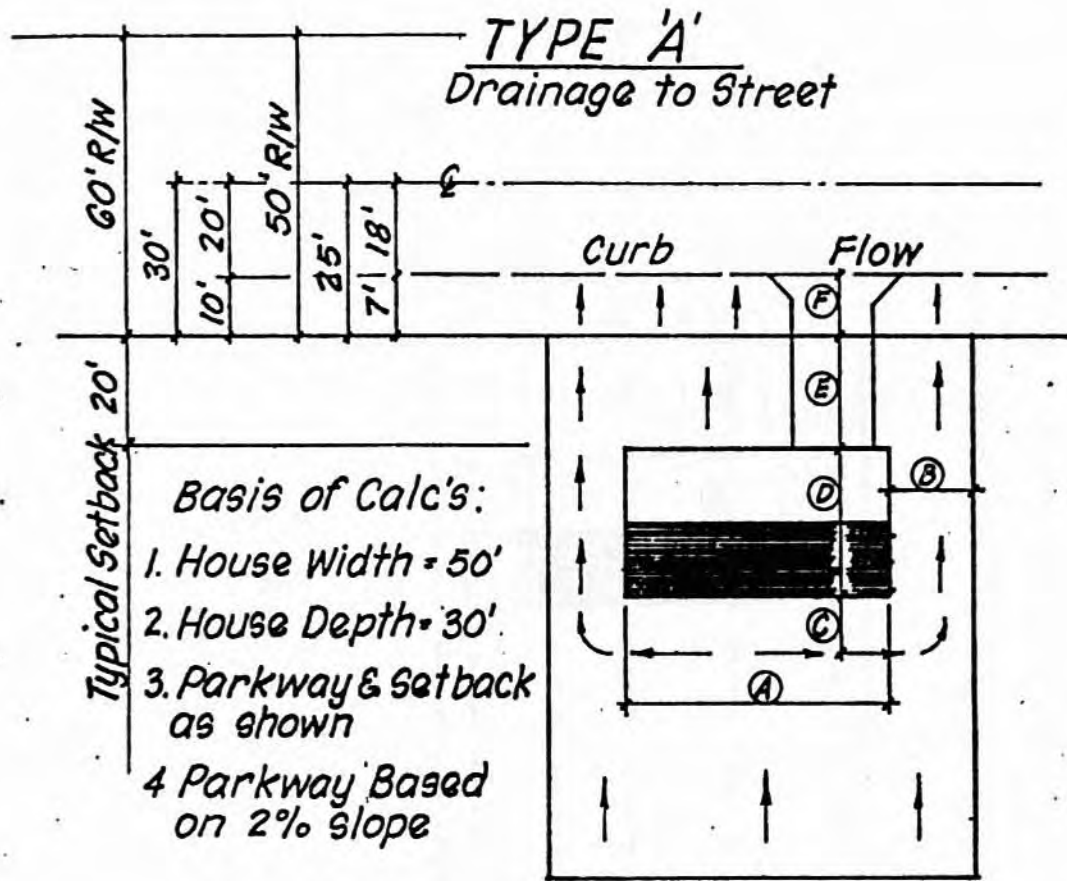 TYPE 'A'
Drainage to Street
60' R/W
30'
10' 20'
50' R/W
25'
7' 18'
℄
Curb
Flow
F
E
D
B
C
A
Typical Setback 20'
Basis of Calc's:
1. House Width = 50'
2. House Depth = 30'
3. Parkway & Setback
as shown
4 Parkway Based
on 2% slope